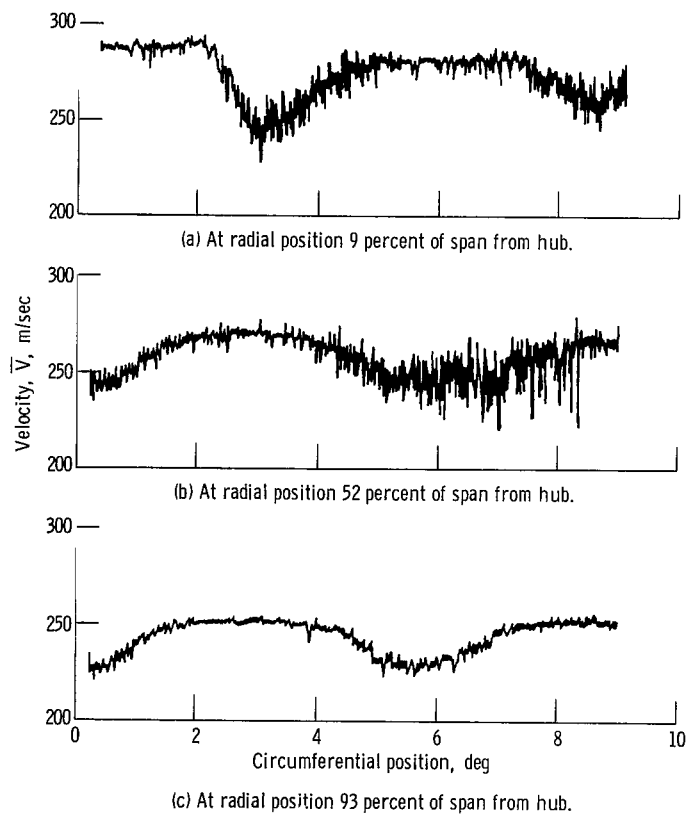 300
250
200
(a) At radial position 9 percent of span from hub.
300
250
200
(b) At radial position 52 percent of span from hub.
Velocity, V̅, m/sec
300
250
200
0 2 4 6 8 10
Circumferential position, deg
(c) At radial position 93 percent of span from hub.